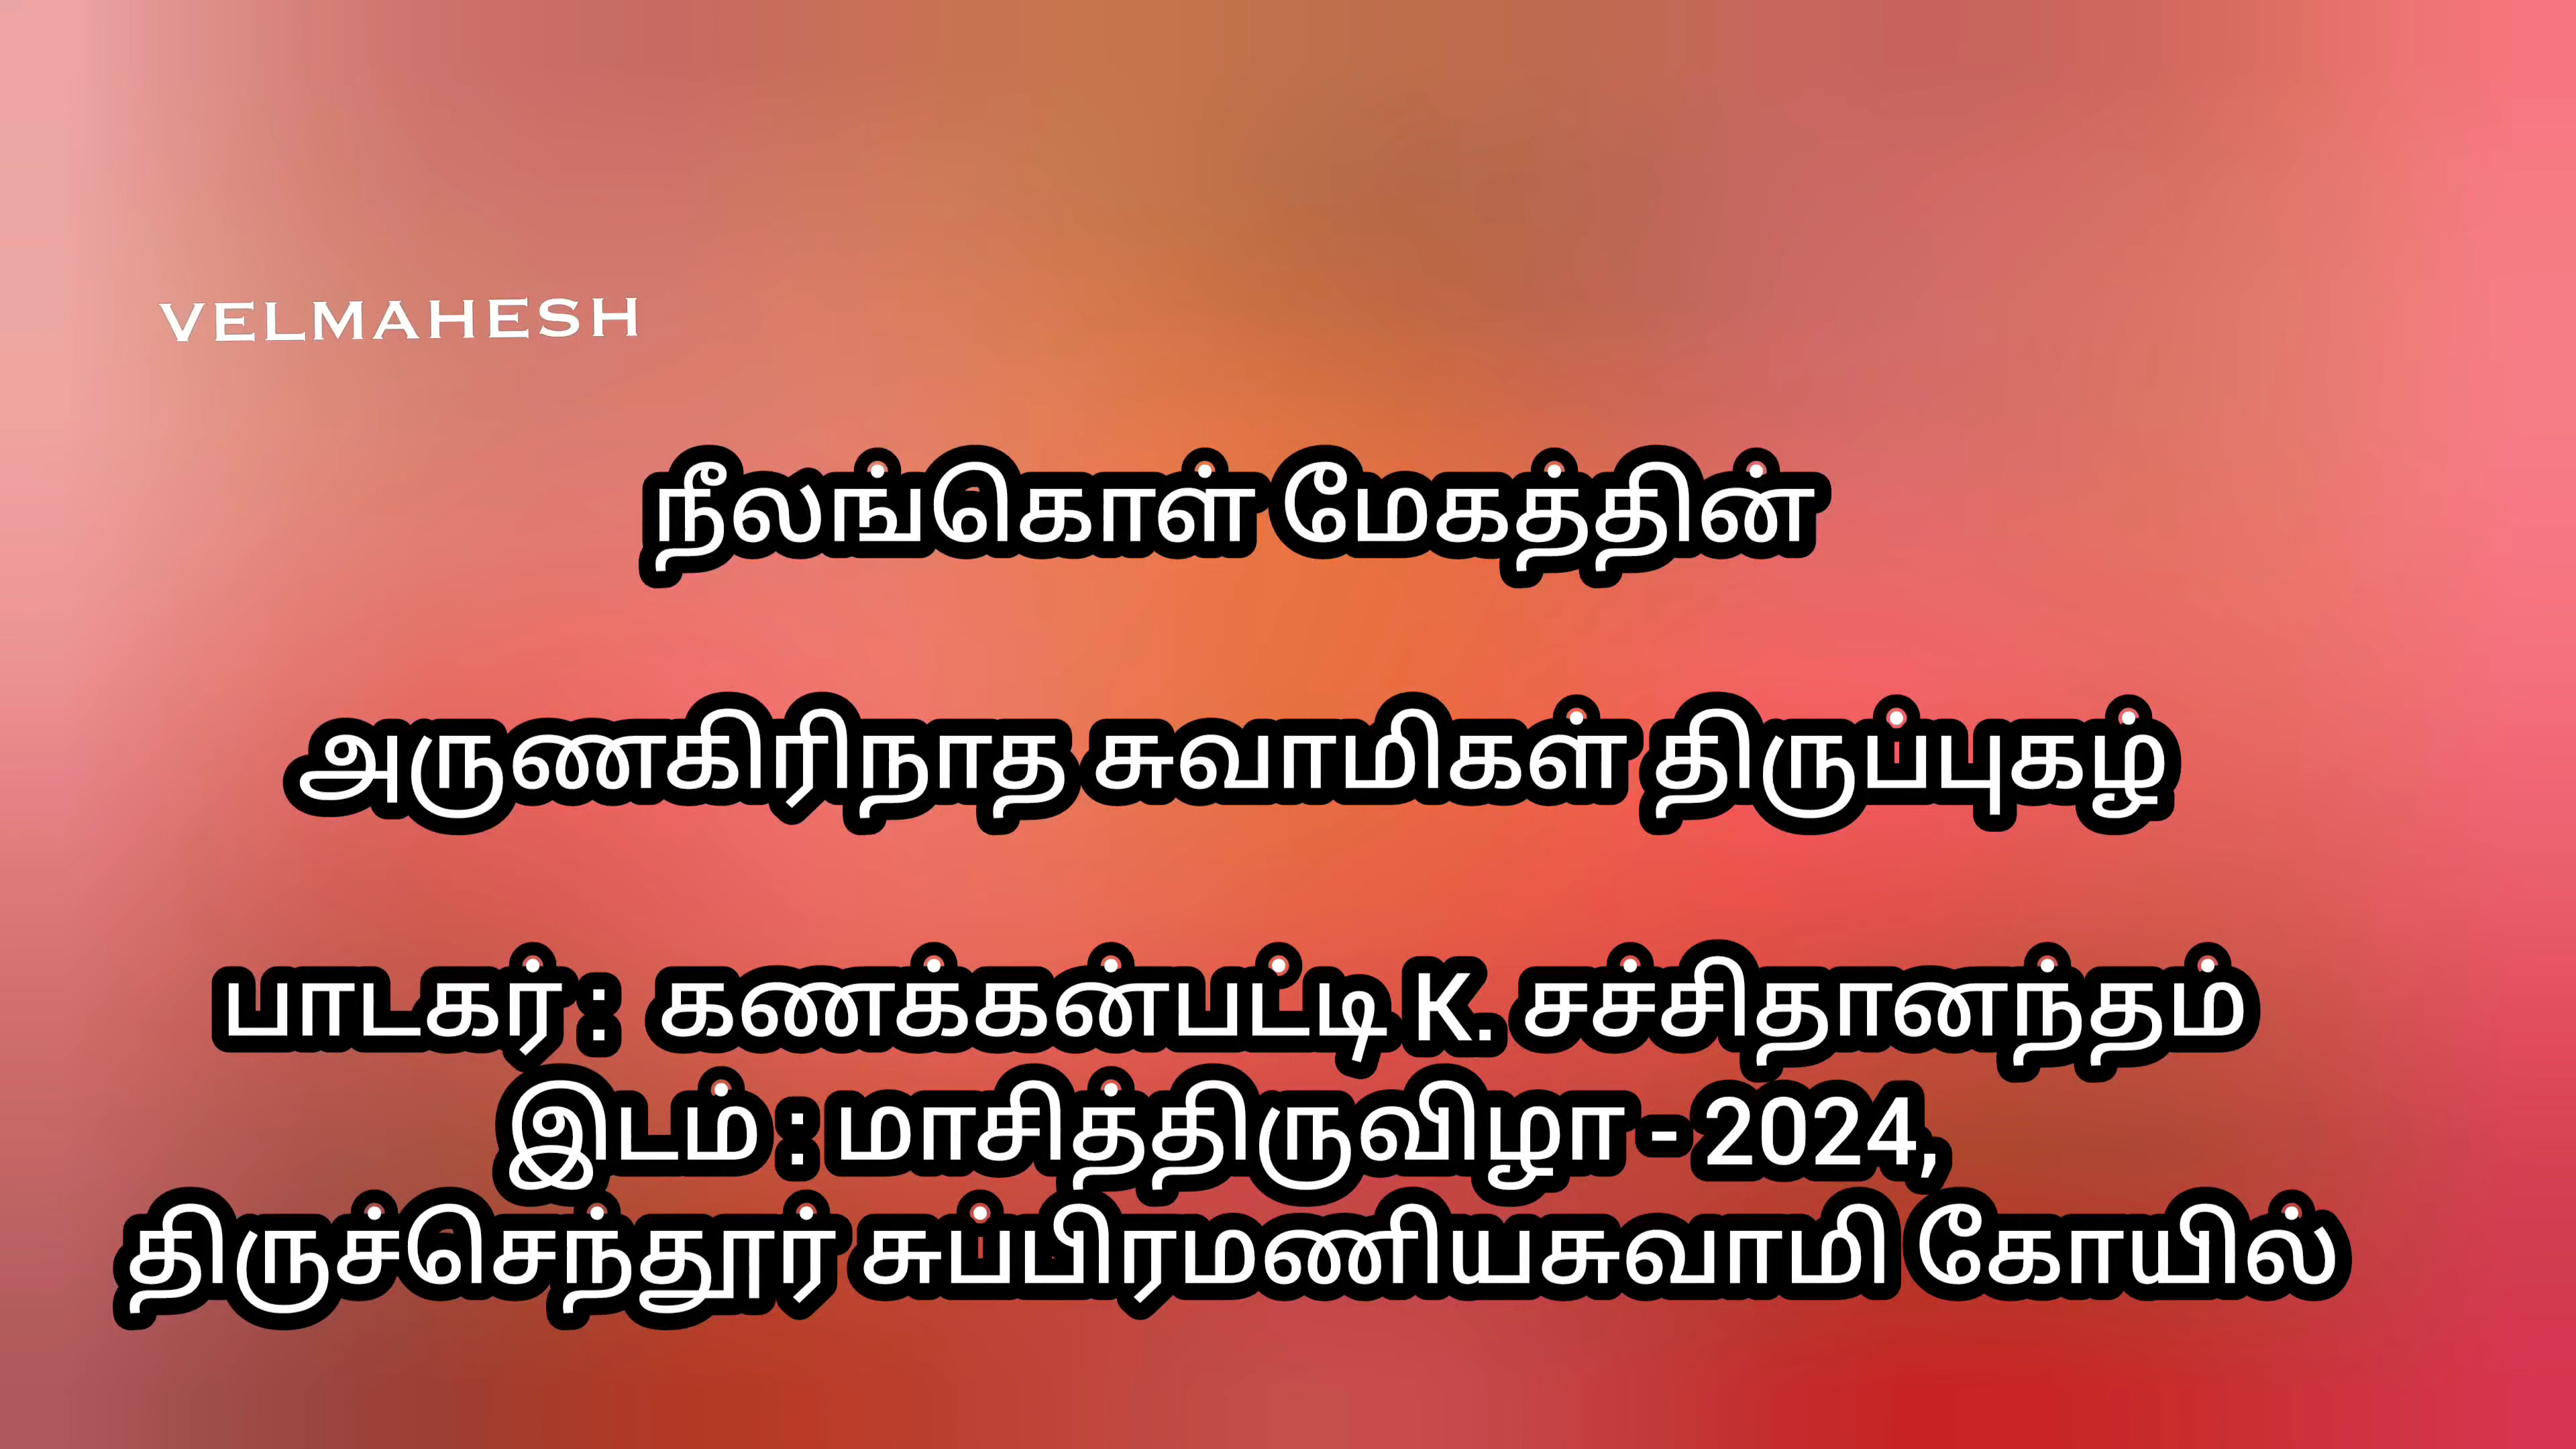 VELMAHESH
நீலங்கொள் மேகத்தின்
அருணகிரிநாத சுவாமிகள் திருப்புகழ்
பாடகர் : கணக்கன்பட்டி K. சச்சிதானந்தம்
இடம் : மாசித்திருவிழா - 2024,
திருச்செந்தூர் சுப்பிரமணியசுவாமி கோயில்